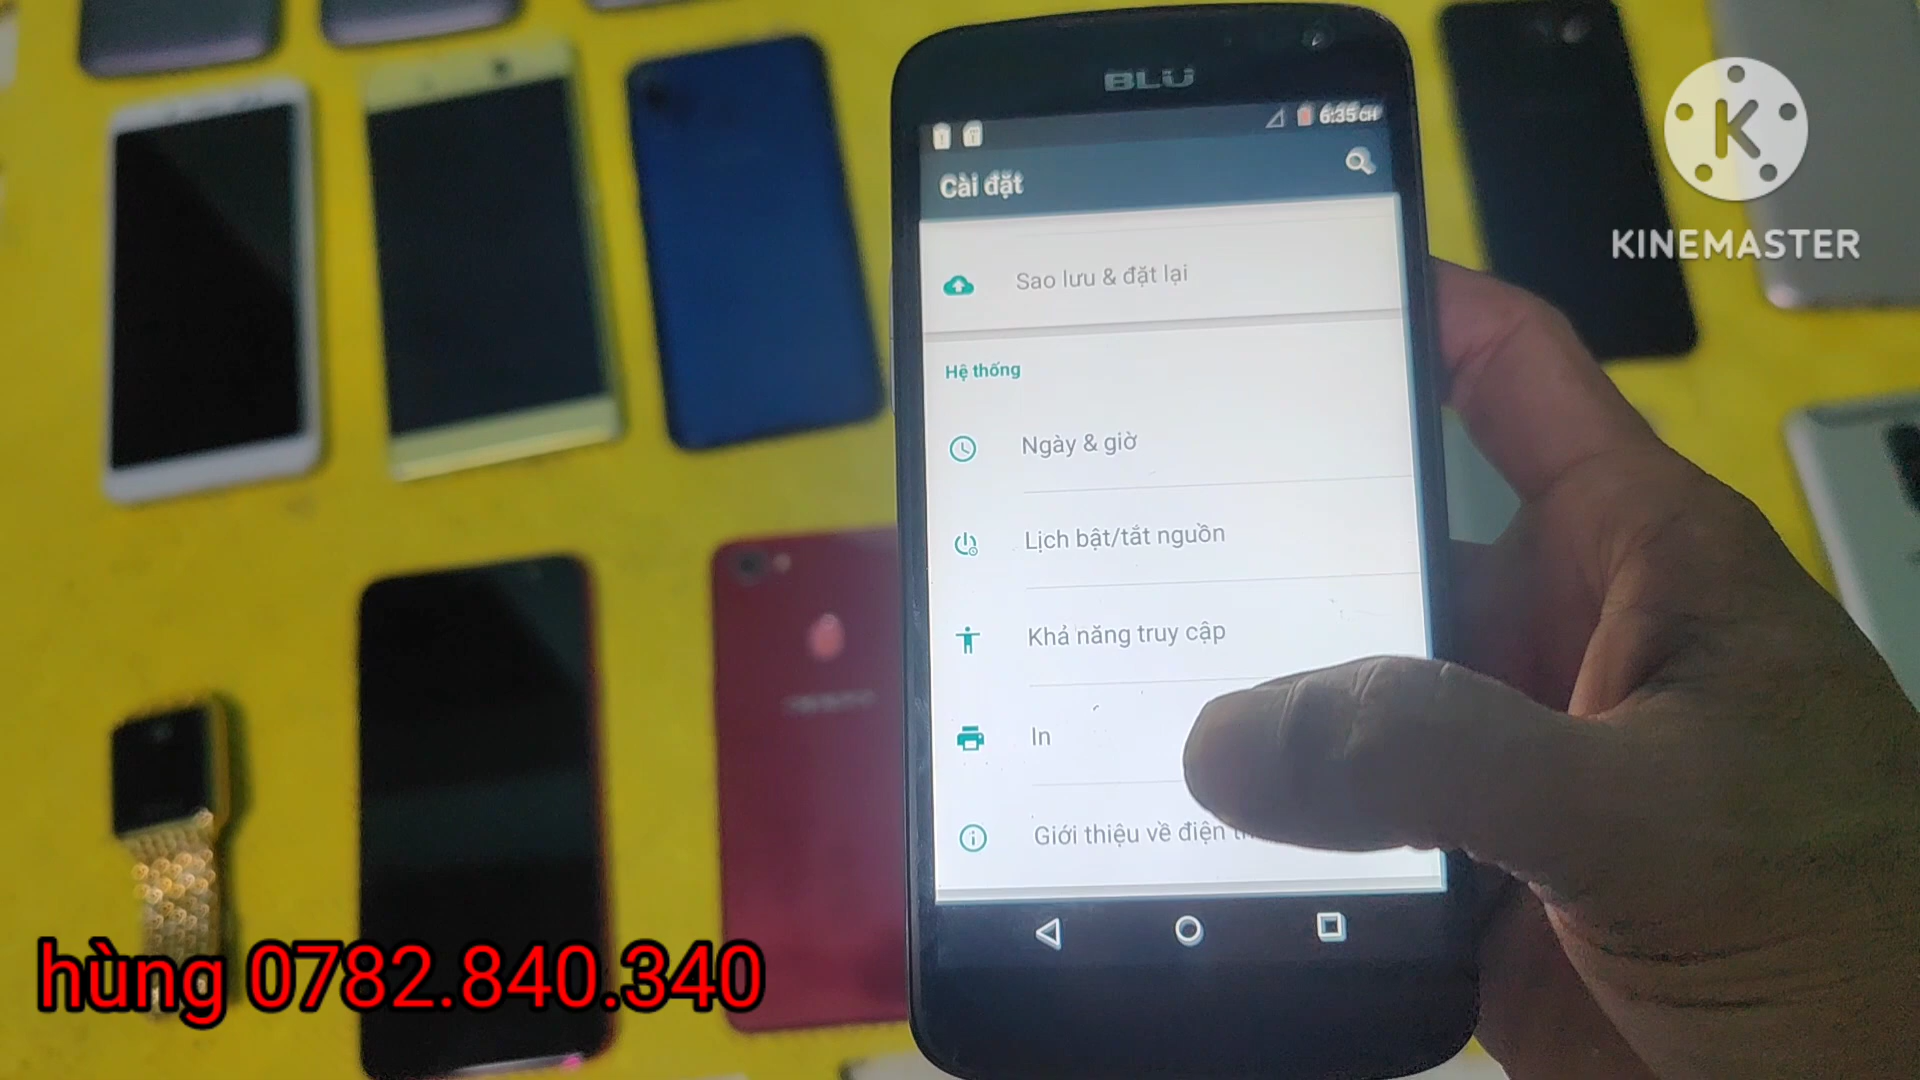 BLU
6:35 CH
Cài đặt
Sao lưu & đặt lại
Hệ thống
Ngày & giờ
Lịch bật/tắt nguồn
Khả năng truy cập
In
Giới thiệu về điện
K
KINEMASTER
hùng 0782.840.340